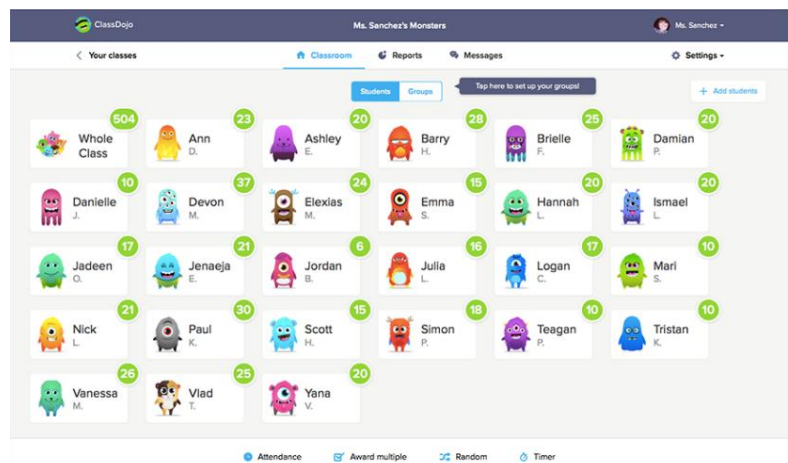 ClassDojo
Ms. Sanchez's Monsters
Ms. Sanchez
Your classes
Classroom
Reports
Messages
Settings
Students
Groups
Tap here to set up your groups!
+ Add students
504
Whole
Class
23
Ann
D.
20
Ashley
E.
28
Barry
H.
25
Brielle
F.
20
Damian
P.
10
Danielle
J.
37
Devon
M.
24
Elexias
M.
15
Emma
S.
20
Hannah
L.
20
Ismael
L.
17
Jadeen
O.
21
Jenaeja
E.
6
Jordan
B.
16
Julia
L.
17
Logan
C.
10
Mari
S.
21
Nick
L.
30
Paul
K.
15
Scott
H.
18
Simon
P.
10
Teagan
P.
10
Tristan
K.
26
Vanessa
M.
25
Vlad
T.
20
Yana
V.
Attendance
Award multiple
Random
Timer